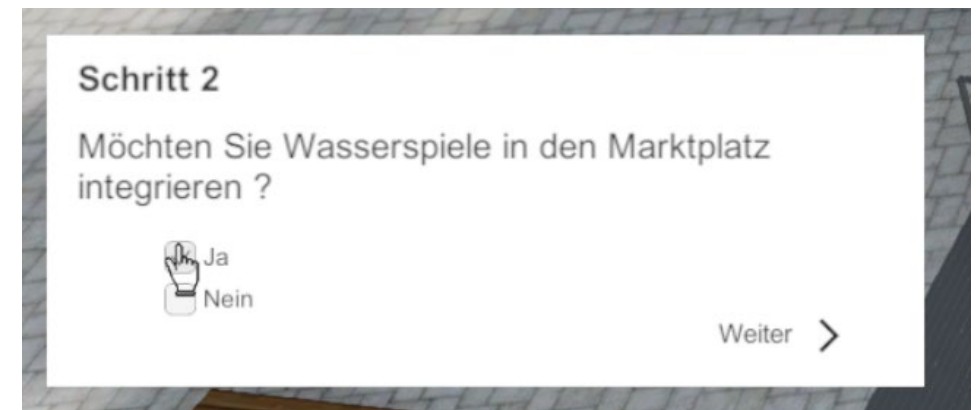 Schritt 2
Möchten Sie Wasserspiele in den Marktplatz
integrieren ?
Ja
Nein
Weiter